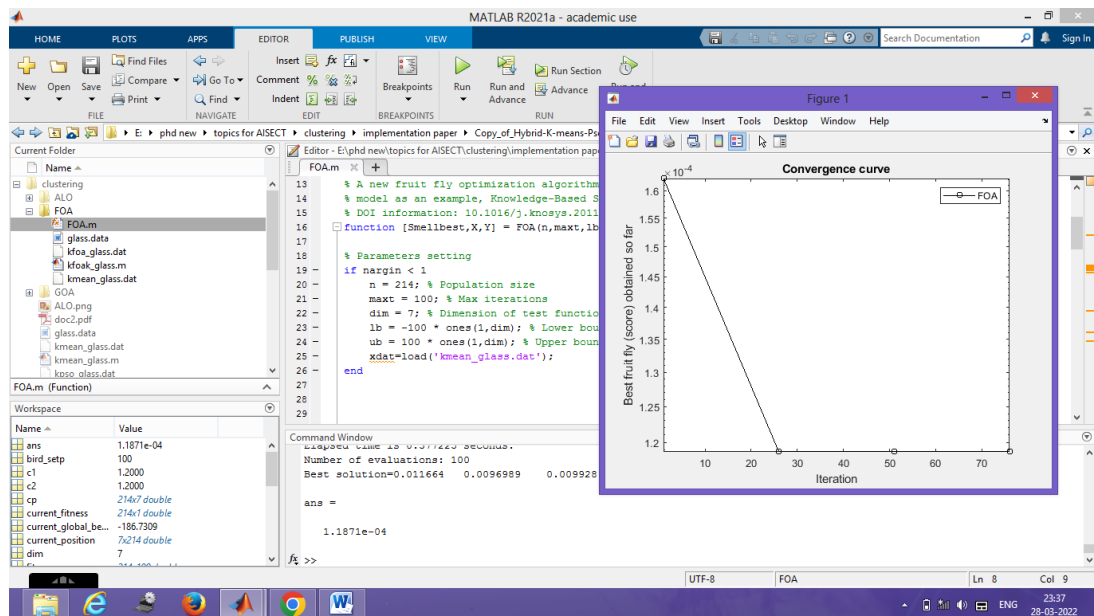 MATLAB R2021a - academic use
HOME PLOTS APPS EDITOR PUBLISH VIEW
Search Documentation
Sign In
New Open Save
Find Files
Compare
Print
FILE
Go To
Find
NAVIGATE
Insert fx
Comment
Indent
EDIT
Breakpoints
BREAKPOINTS
Run
Run and Advance
Run Section
Advance
RUN
E: phd new topics for AISECT clustering implementation paper
Current Folder
Name
clustering
ALO
FOA
FOA.m
glass.data
kfoa_glass.dat
kfoak_glass.m
kmean_glass.dat
GOA
ALO.png
doc2.pdf
glass.data
kmean_glass.dat
kmean_glass.m
kpso_glass.dat
FOA.m (Function)
Workspace
Name Value
ans 1.1871e-04
bird_setp 100
c1 1.2000
c2 1.2000
cp 214x7 double
current_fitness 214x1 double
current_global_be... -186.7309
current_position 7x214 double
dim 7
Editor - E:\phd new\topics for AISECT\clustering\implementation
FOA.m
13 % A new fruit fly optimization algorithm
14 % model as an example, Knowledge-Based S
15 % DOI information: 10.1016/j.knosys.2011
16 function [Smellbest,X,Y] = FOA(n,maxt,lb
17
18 % Parameters setting
19 if nargin < 1
20 n = 214; % Population size
21 maxt = 100; % Max iterations
22 dim = 7; % Dimension of test functio
23 lb = -100 * ones(1,dim); % Lower bou
24 ub = 100 * ones(1,dim); % Upper boun
25 xdat=load('kmean_glass.dat');
26 end
27
28
29
Command Window
Number of evaluations: 100
Best solution=0.011664 0.0096989 0.009928
ans =
1.1871e-04
fx >>
Figure 1
File Edit View Insert Tools Desktop Window Help
Convergence curve
× 10-4
FOA
1.6
1.55
1.5
1.45
1.4
1.35
1.3
1.25
1.2
Best fruit fly (score) obtained so far
10 20 30 40 50 60 70
Iteration
UTF-8 FOA Ln 8 Col 9
ENG
23:37
28-03-2022